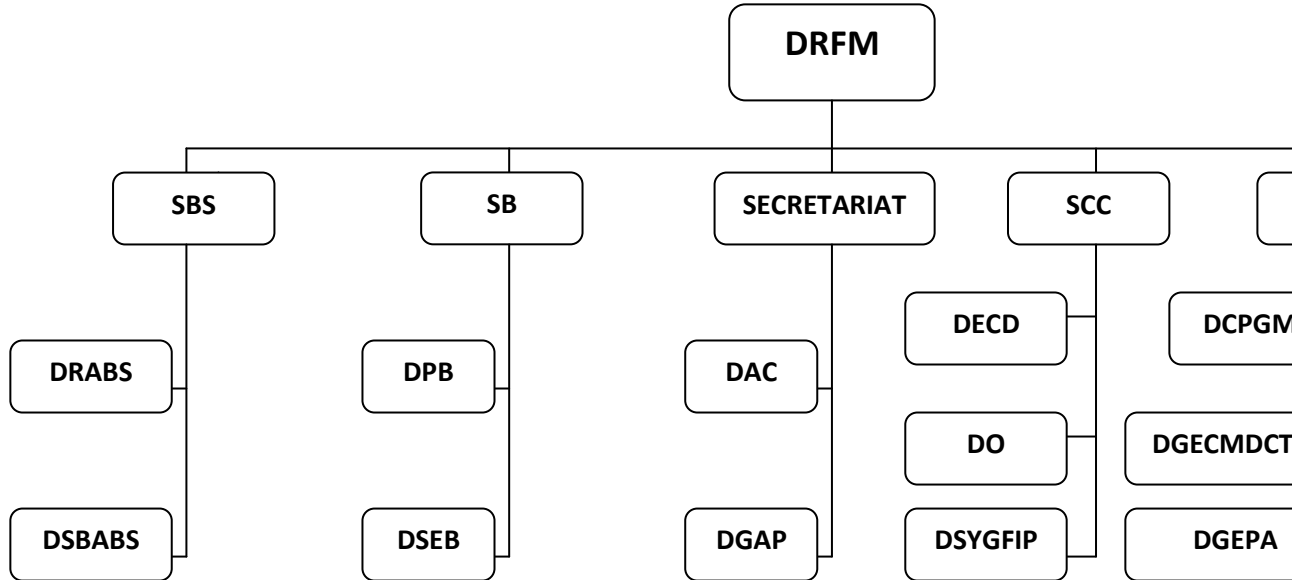 DRFM
SBS
SB
SECRETARIAT
SCC
DECD
DCPGM
DRABS
DPB
DAC
DO
DGECMDCT
DSBABS
DSEB
DGAP
DSYGFIP
DGEPA